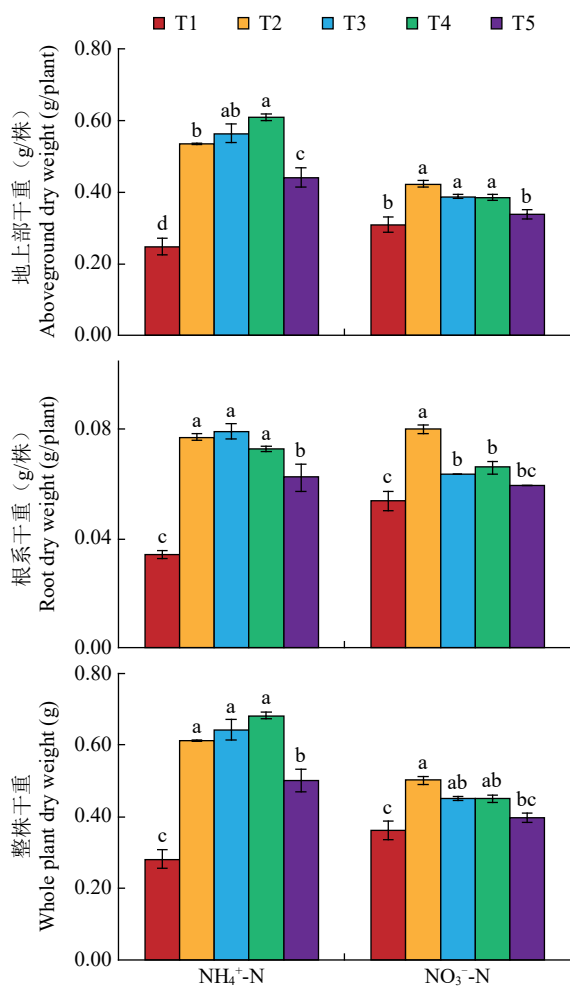 T1 T2 T3 T4 T5
地上部干重（g/株）
Aboveground dry weight (g/plant)
0.80
0.60
0.40
0.20
0.00
d b ab a c
b a a a b
根系干重（g/株）
Root dry weight (g/plant)
0.08
0.04
0.00
c a a a b
c a b b bc
整株干重
Whole plant dry weight (g)
0.80
0.60
0.40
0.20
0.00
c a a a b
c a ab ab bc
NH₄⁺-N NO₃⁻-N